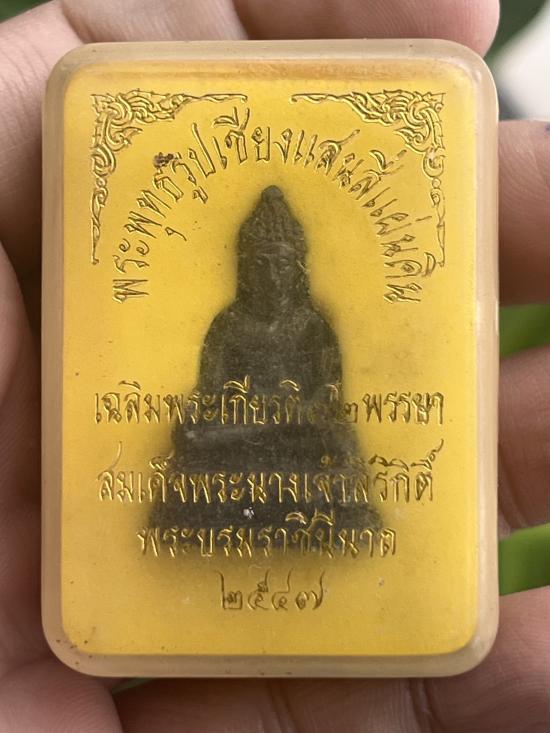 พระพุทธรูปเชียงแสนสี่แผ่นดิน
เฉลิมพระเกียรติ ๗๒ พรรษา
สมเด็จพระนางเจ้าสิริกิติ์
พระบรมราชินีนาถ
๒๕๔๗